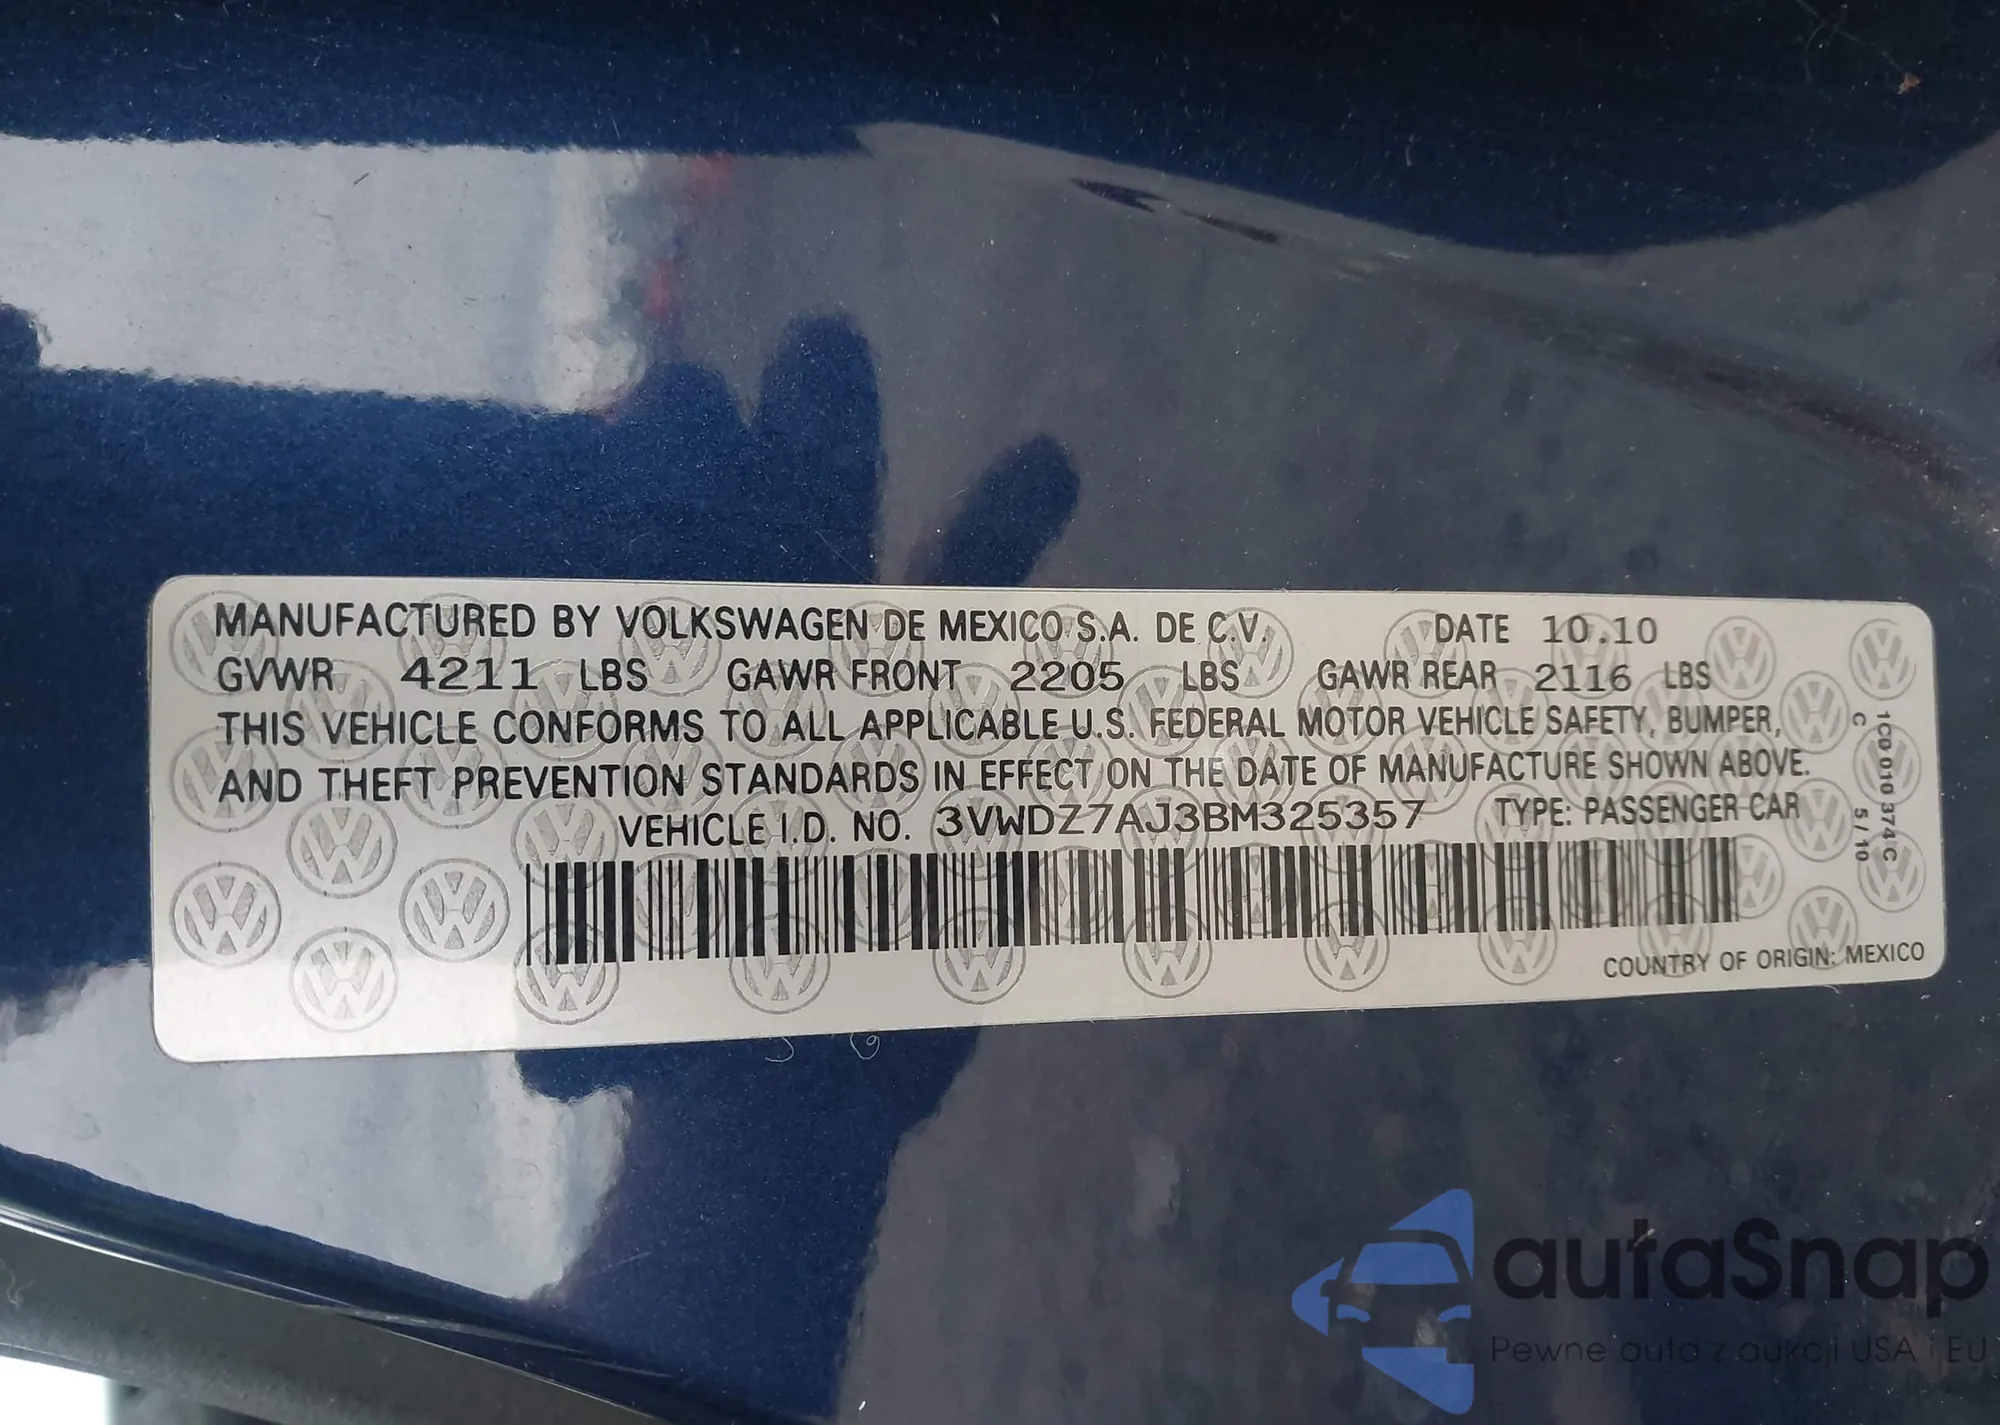 MANUFACTURED BY VOLKSWAGEN DE MEXICO S.A. DE C.V. DATE 10.10
GVWR 4211 LBS GAWR FRONT 2205 LBS GAWR REAR 2116 LBS
THIS VEHICLE CONFORMS TO ALL APPLICABLE U.S. FEDERAL MOTOR VEHICLE SAFETY, BUMPER,
AND THEFT PREVENTION STANDARDS IN EFFECT ON THE DATE OF MANUFACTURE SHOWN ABOVE.
VEHICLE I.D. NO. 3VWDZ7AJ3BM325357 TYPE: PASSENGER CAR
COUNTRY OF ORIGIN: MEXICO
1C0 010 374 C
C 5/10
autaSnap
Pewne auta z aukcji USA i EU